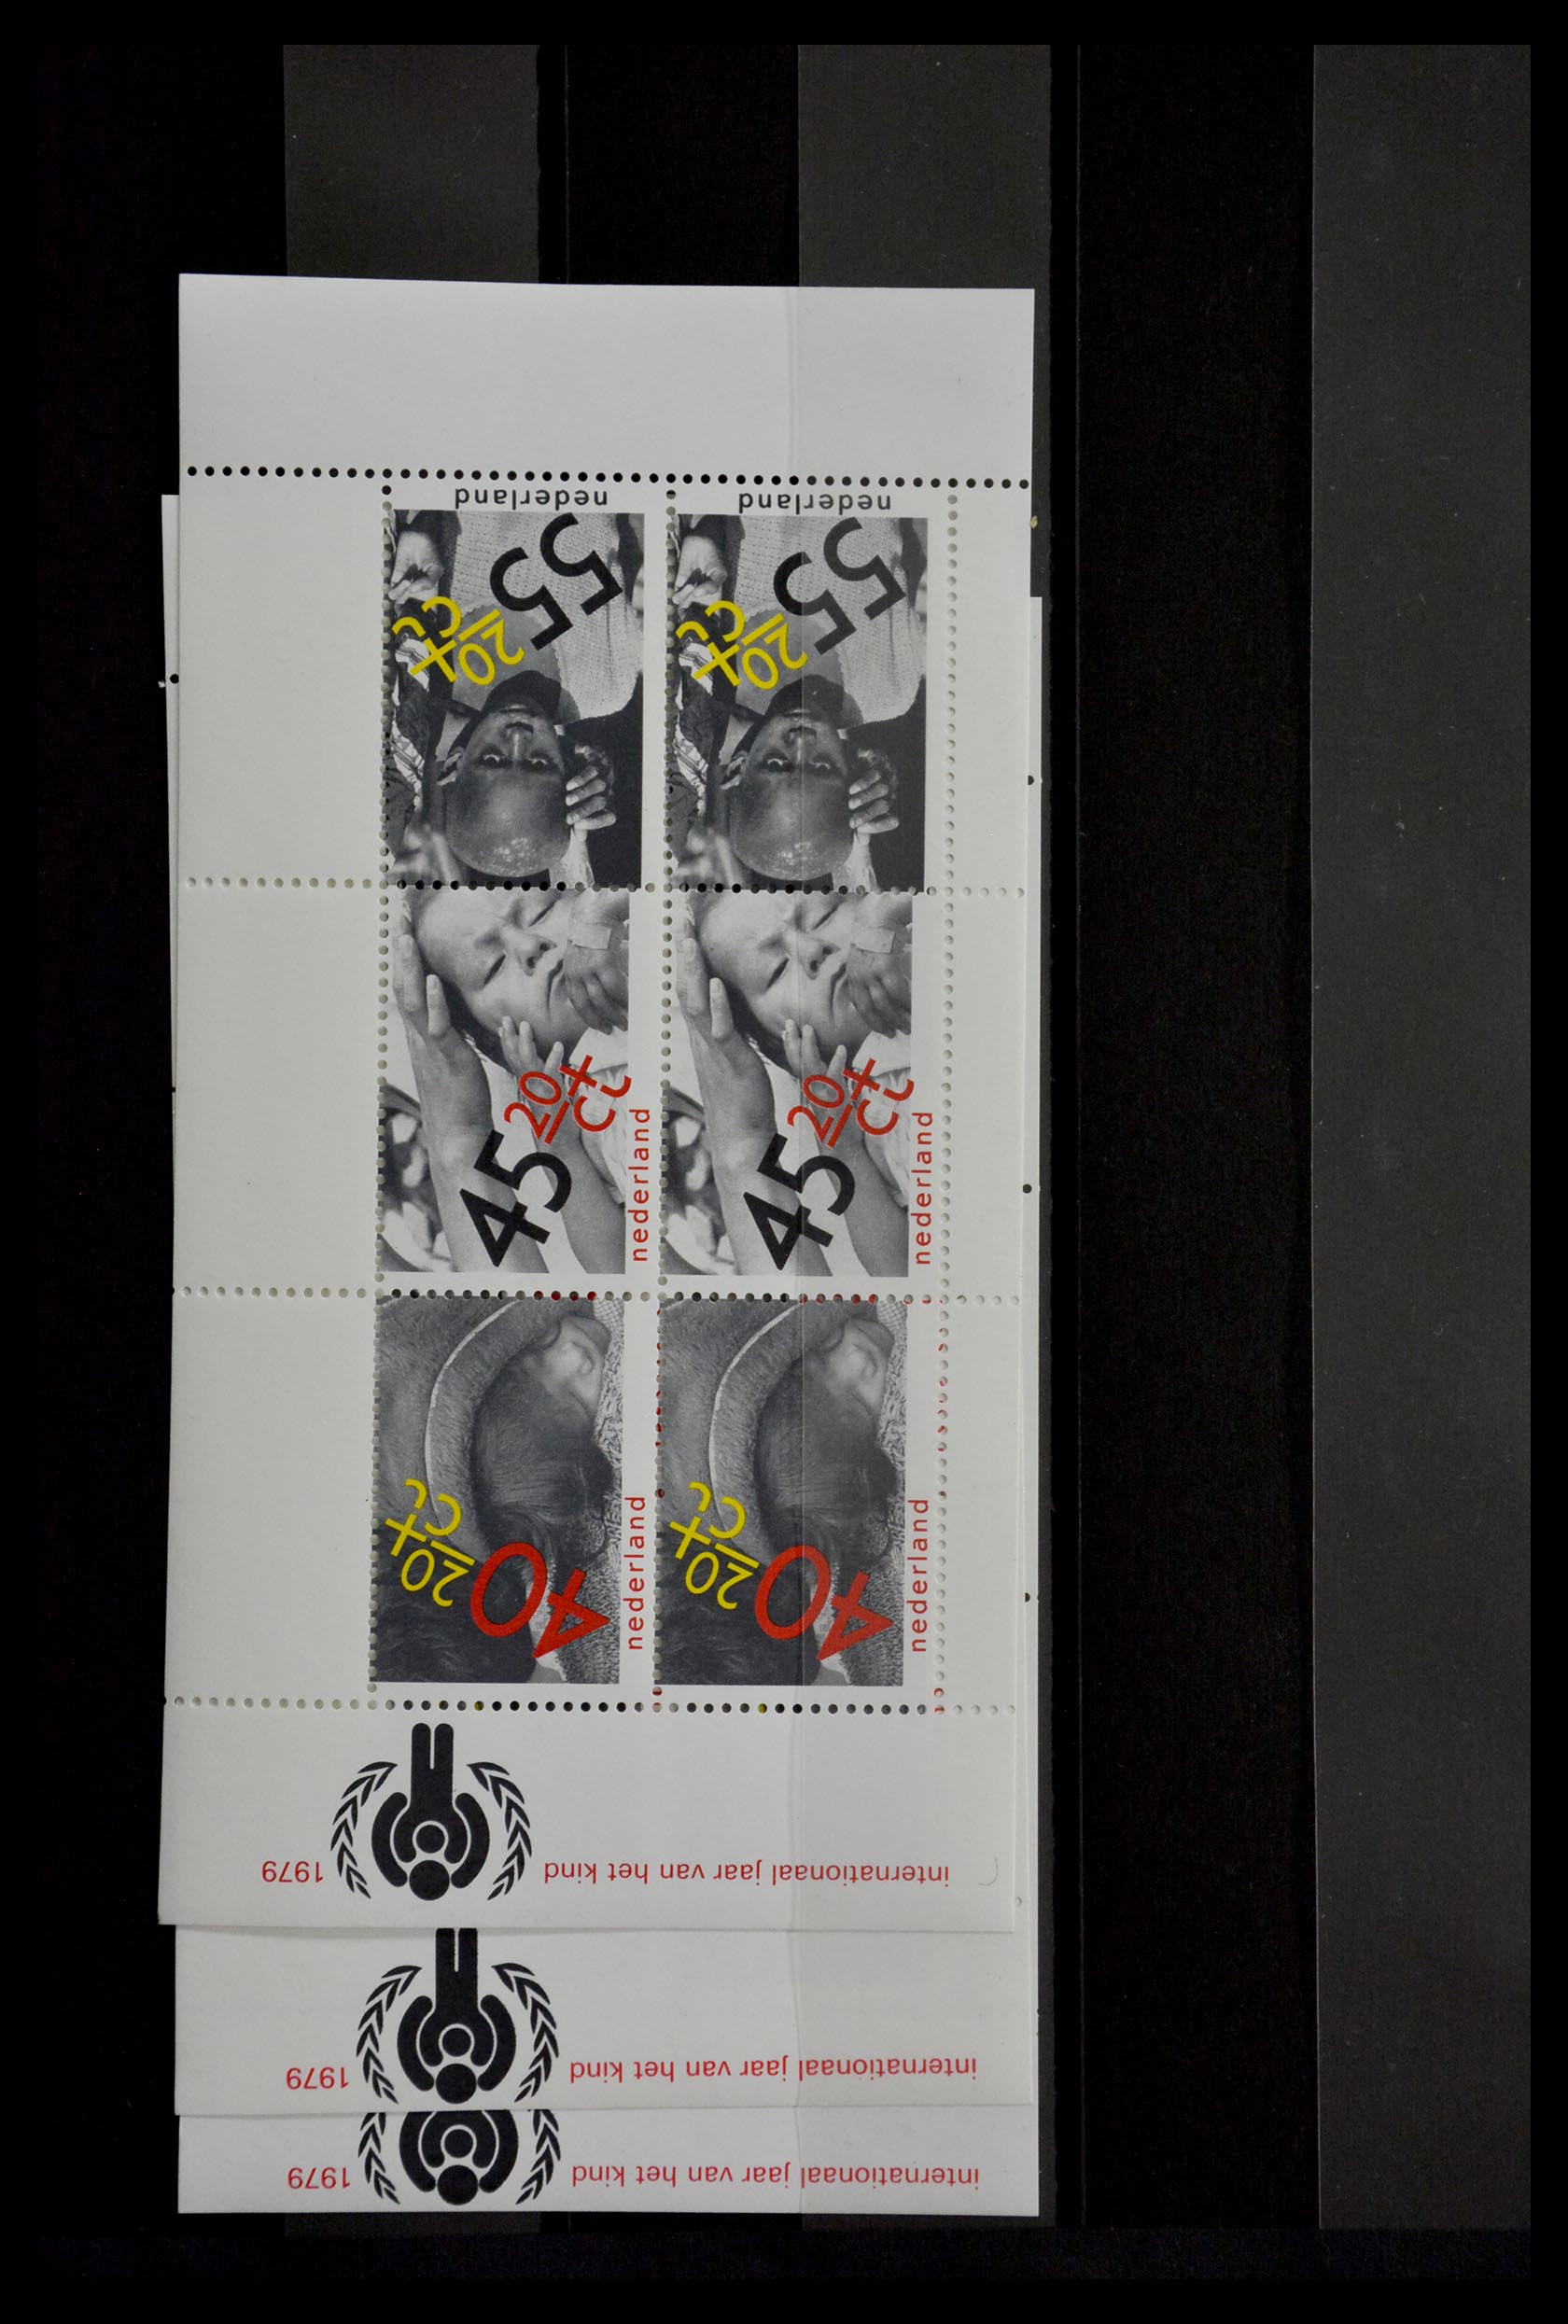 nederland
nederland
55
20 + ct
55
20 + ct
45
20 + ct
nederland
45
20 + ct
nederland
40
20 + ct
nederland
40
20 + ct
nederland
internationaal jaar van het kind 1979
internationaal jaar van het kind 1979
internationaal jaar van het kind 1979